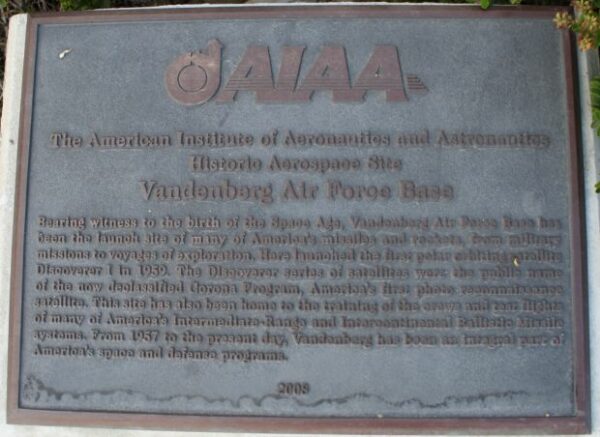 AIAA
The American Institute of Aeronautics and Astronautics
Historic Aerospace Site
Vandenberg Air Force Base
Bearing witness to the birth of the Space Age, Vandenberg Air Force Base has
been the launch site of many of America's missiles and rockets, from military
missions to voyages of exploration. Here launched the first polar orbiting satellite
Discoverer I in 1959. The Discoverer series of satellites were the public name
of the now declassified Corona Program, America's first photo reconnaissance
satellite. This site has also been home to the training of the crews and test flights
of many of America's Intermediate-Range and Intercontinental Ballistic Missile
systems. From 1957 to the present day, Vandenberg has been an integral part of
America's space and defense programs.
2008